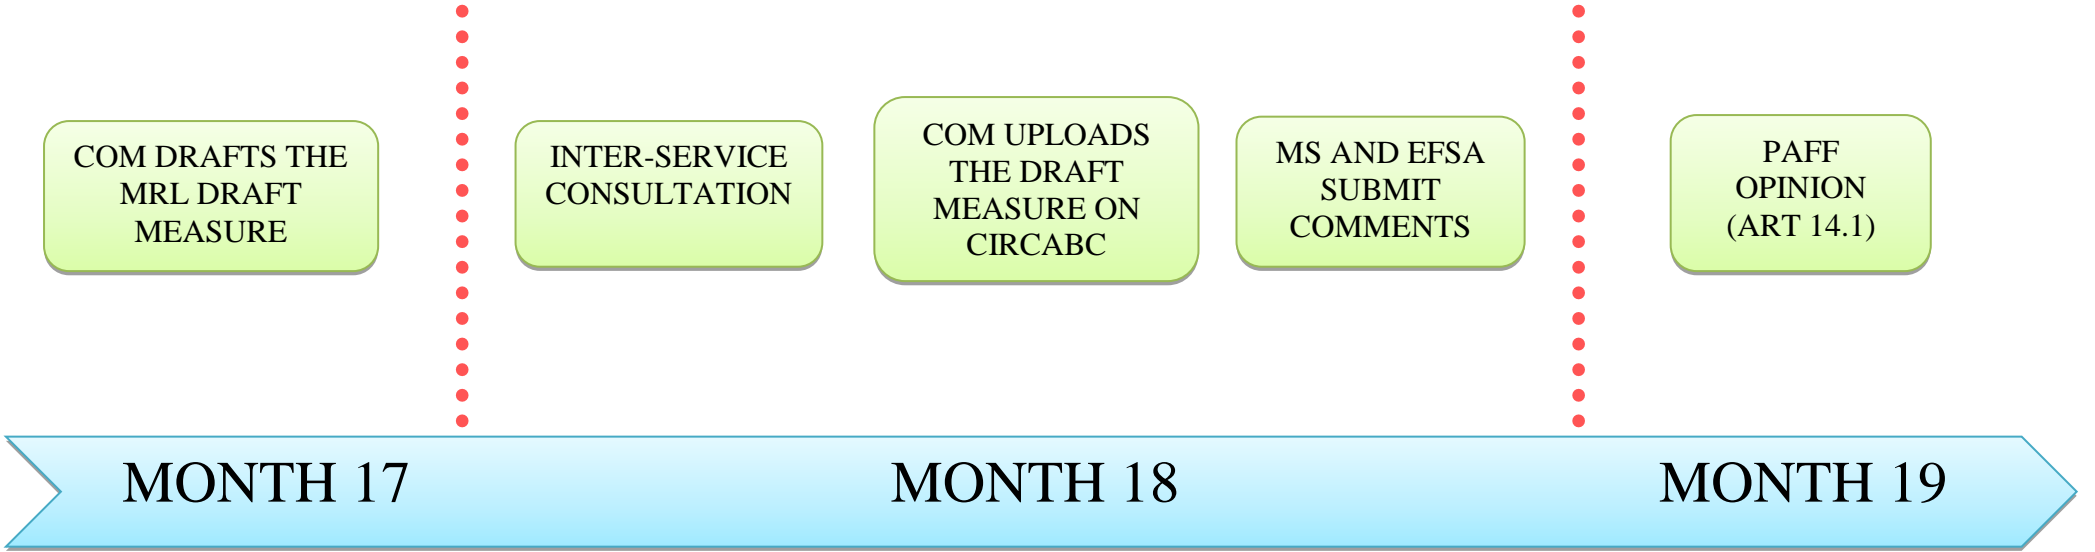 COM DRAFTS THE
MRL DRAFT
MEASURE
INTER-SERVICE
CONSULTATION
COM UPLOADS
THE DRAFT
MEASURE ON
CIRCABC
MS AND EFSA
SUBMIT
COMMENTS
PAFF
OPINION
(ART 14.1)
MONTH 17
MONTH 18
MONTH 19